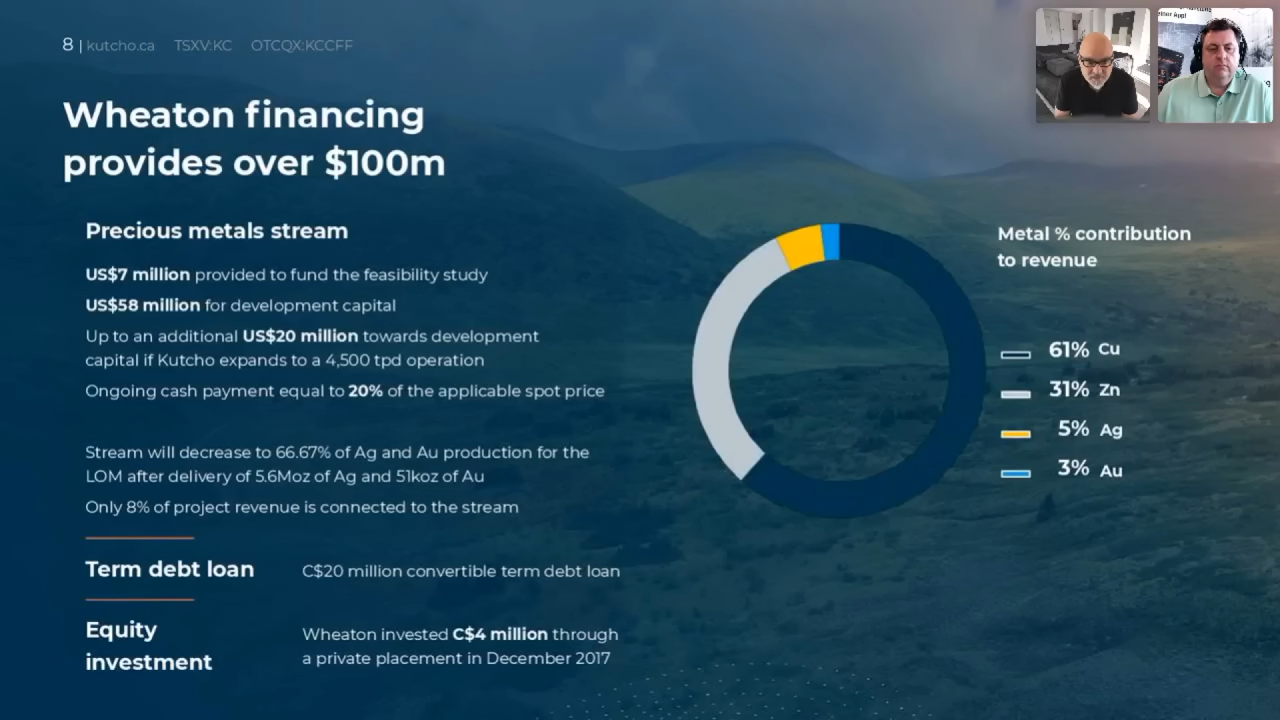 8 | kutcho.ca TSXV:KC OTCQX:KCCFF
Wheaton financing
provides over $100m
Precious metals stream
US$7 million provided to fund the feasibility study
US$58 million for development capital
Up to an additional US$20 million towards development
capital if Kutcho expands to a 4,500 tpd operation
Ongoing cash payment equal to 20% of the applicable spot price
Stream will decrease to 66.67% of Ag and Au production for the
LOM after delivery of 5.6Moz of Ag and 51koz of Au
Only 8% of project revenue is connected to the stream
Term debt loan
C$20 million convertible term debt loan
Equity
investment
Wheaton invested C$4 million through
a private placement in December 2017
Metal % contribution
to revenue
61% Cu
31% Zn
5% Ag
3% Au
App!